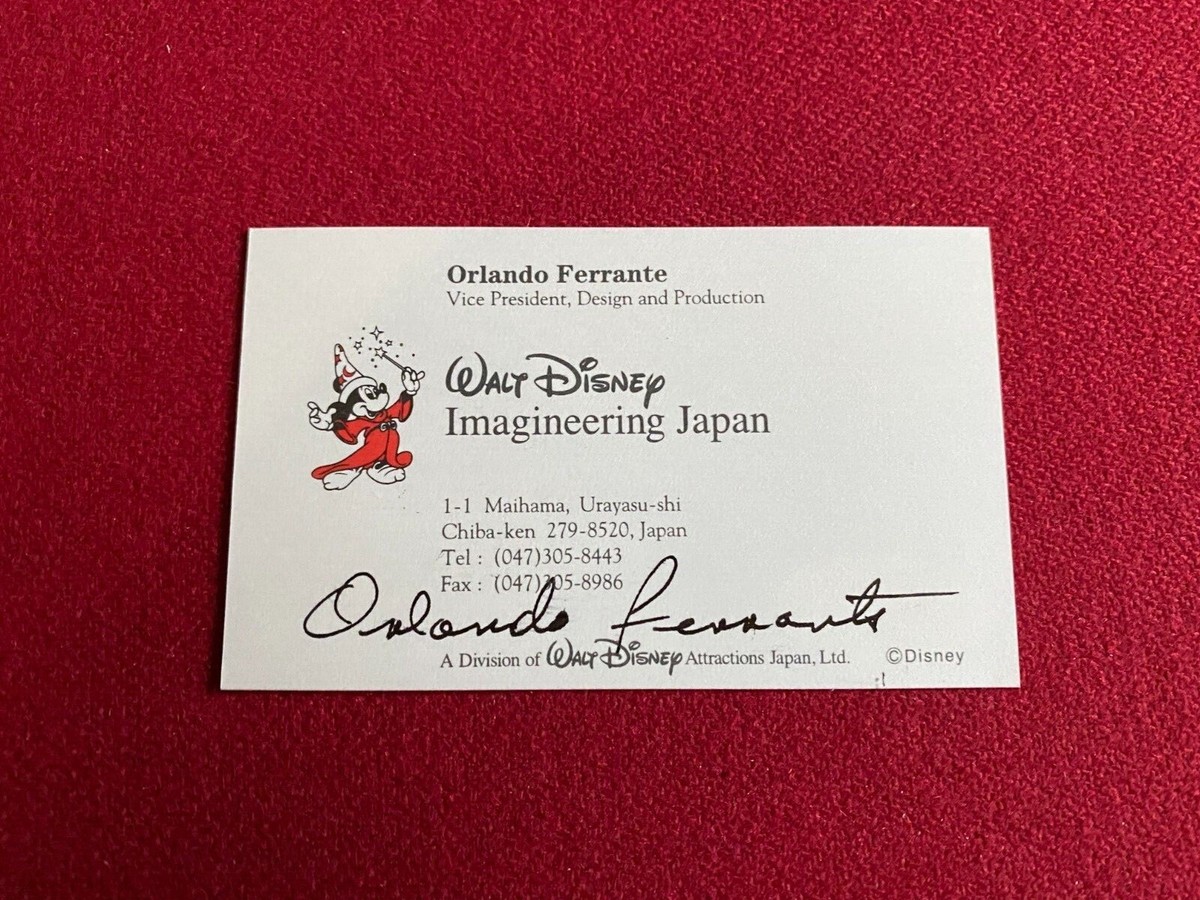 Orlando Ferrante
Vice President, Design and Production
WALT DISNEY
Imagineering Japan
1-1 Maihama, Urayasu-shi
Chiba-ken 279-8520, Japan
Tel : (047)305-8443
Fax : (047)305-8986
Orlando Ferrante
A Division of WALT DISNEY Attractions Japan, Ltd. ©Disney